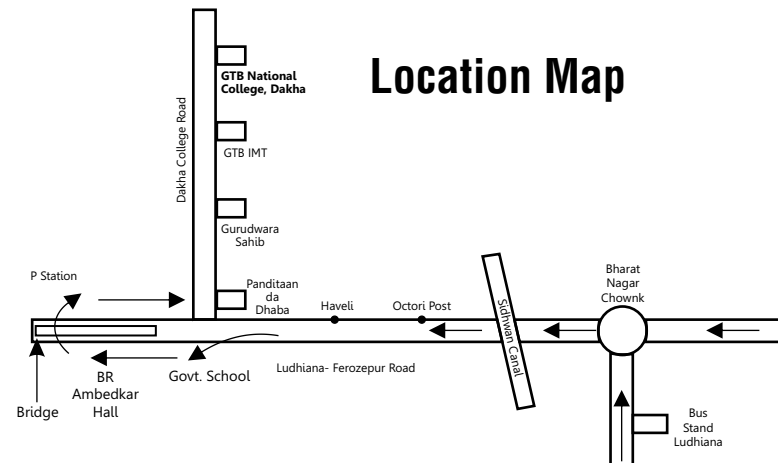 Location Map
GTB National
College, Dakha
Dakha College Road
GTB IMT
Gurudwara
Sahib
P Station
Panditaan
da
Dhaba
Haveli
Octori Post
Sidhwan Canal
Bharat
Nagar
Chownk
Ludhiana- Ferozepur Road
Govt. School
BR
Ambedkar
Hall
Bridge
Bus
Stand
Ludhiana